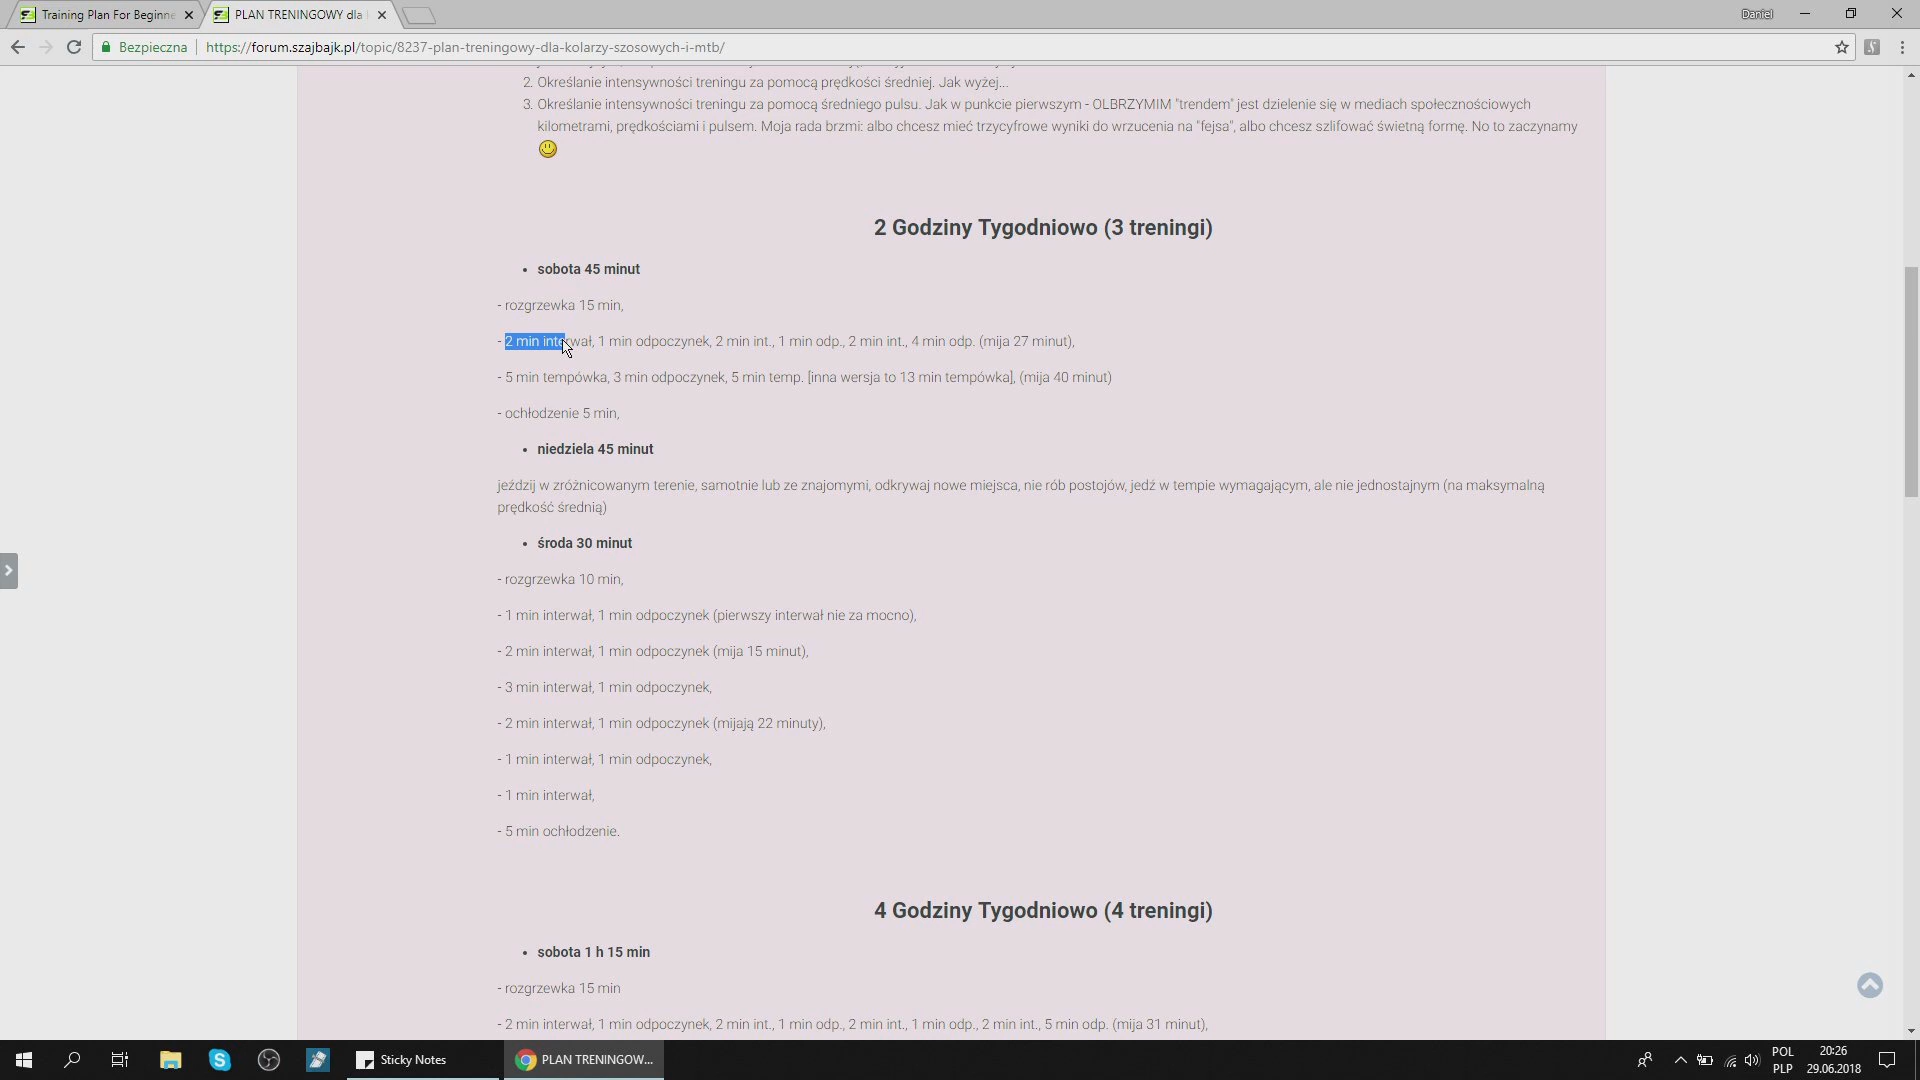 Training Plan For Beginne
PLAN TRENINGOWY dla
Daniel
Bezpieczna
https://forum.szajbajk.pl/topic/8237-plan-treningowy-dla-kolarzy-szosowych-i-mtb/
2. Określanie intensywności treningu za pomocą prędkości średniej. Jak wyżej...
3. Określanie intensywności treningu za pomocą średniego pulsu. Jak w punkcie pierwszym - OLBRZYMIM "trendem" jest dzielenie się w mediach społecznościowych
kilometrami, prędkościami i pulsem. Moja rada brzmi: albo chcesz mieć trzycyfrowe wyniki do wrzucenia na "fejsa", albo chcesz szlifować świetną formę. No to zaczynamy
2 Godziny Tygodniowo (3 treningi)
• sobota 45 minut
- rozgrzewka 15 min,
- 2 min interwał, 1 min odpoczynek, 2 min int., 1 min odp., 2 min int., 4 min odp. (mija 27 minut),
- 5 min tempówka, 3 min odpoczynek, 5 min temp. [inna wersja to 13 min tempówka], (mija 40 minut)
- ochłodzenie 5 min,
• niedziela 45 minut
jeździj w zróżnicowanym terenie, samotnie lub ze znajomymi, odkrywaj nowe miejsca, nie rób postojów, jedź w tempie wymagającym, ale nie jednostajnym (na maksymalną
prędkość średnią)
• środa 30 minut
- rozgrzewka 10 min,
- 1 min interwał, 1 min odpoczynek (pierwszy interwał nie za mocno),
- 2 min interwał, 1 min odpoczynek (mija 15 minut),
- 3 min interwał, 1 min odpoczynek,
- 2 min interwał, 1 min odpoczynek (mijają 22 minuty),
- 1 min interwał, 1 min odpoczynek,
- 1 min interwał,
- 5 min ochłodzenie.
4 Godziny Tygodniowo (4 treningi)
• sobota 1 h 15 min
- rozgrzewka 15 min
- 2 min interwał, 1 min odpoczynek, 2 min int., 1 min odp., 2 min int., 1 min odp., 2 min int., 5 min odp. (mija 31 minut),
Sticky Notes
PLAN TRENINGOW...
POL
PLP
20:26
29.06.2018